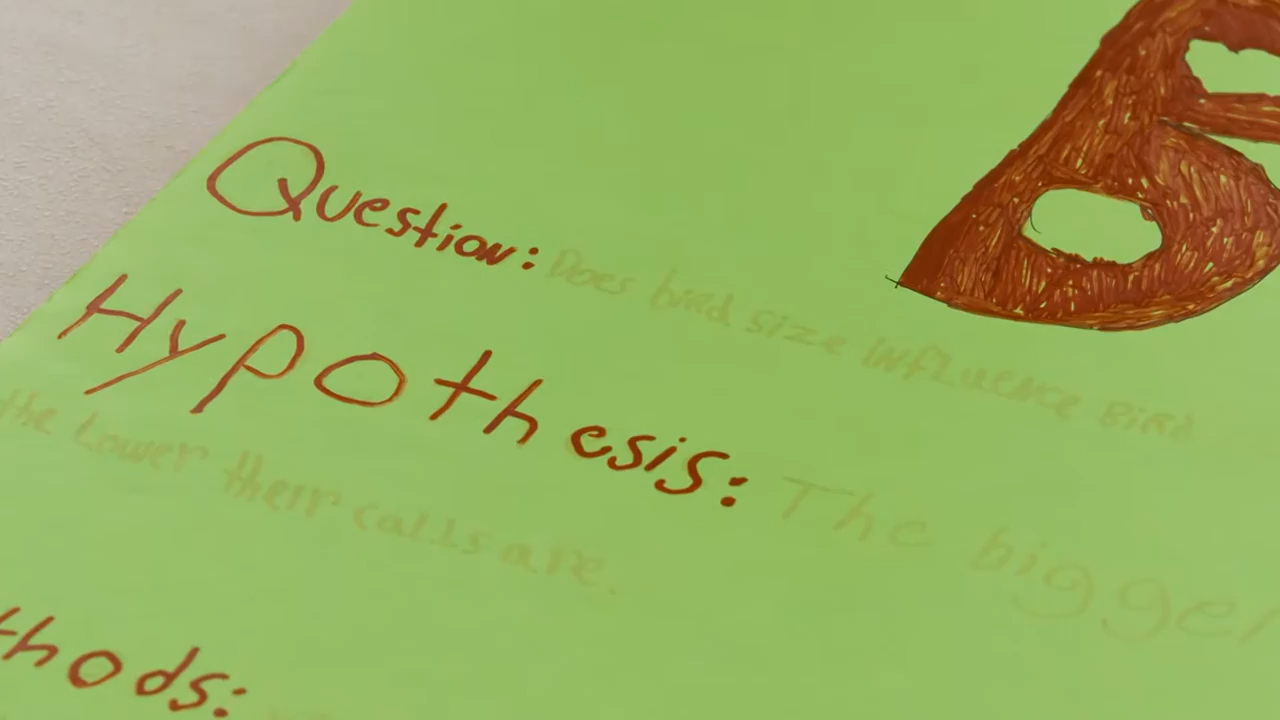 B
Question: Does bird size influence Bird
Hypothesis: The bigger
the Lower their calls are.
thods: